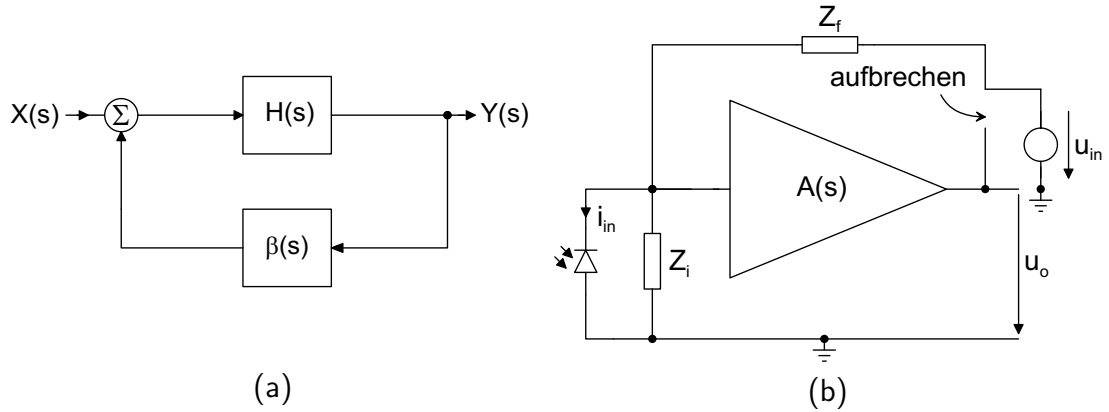 X(s)
Σ
H(s)
Y(s)
β(s)
(a)
Z_f
aufbrechen
u_in
A(s)
i_in
Z_i
u_o
(b)